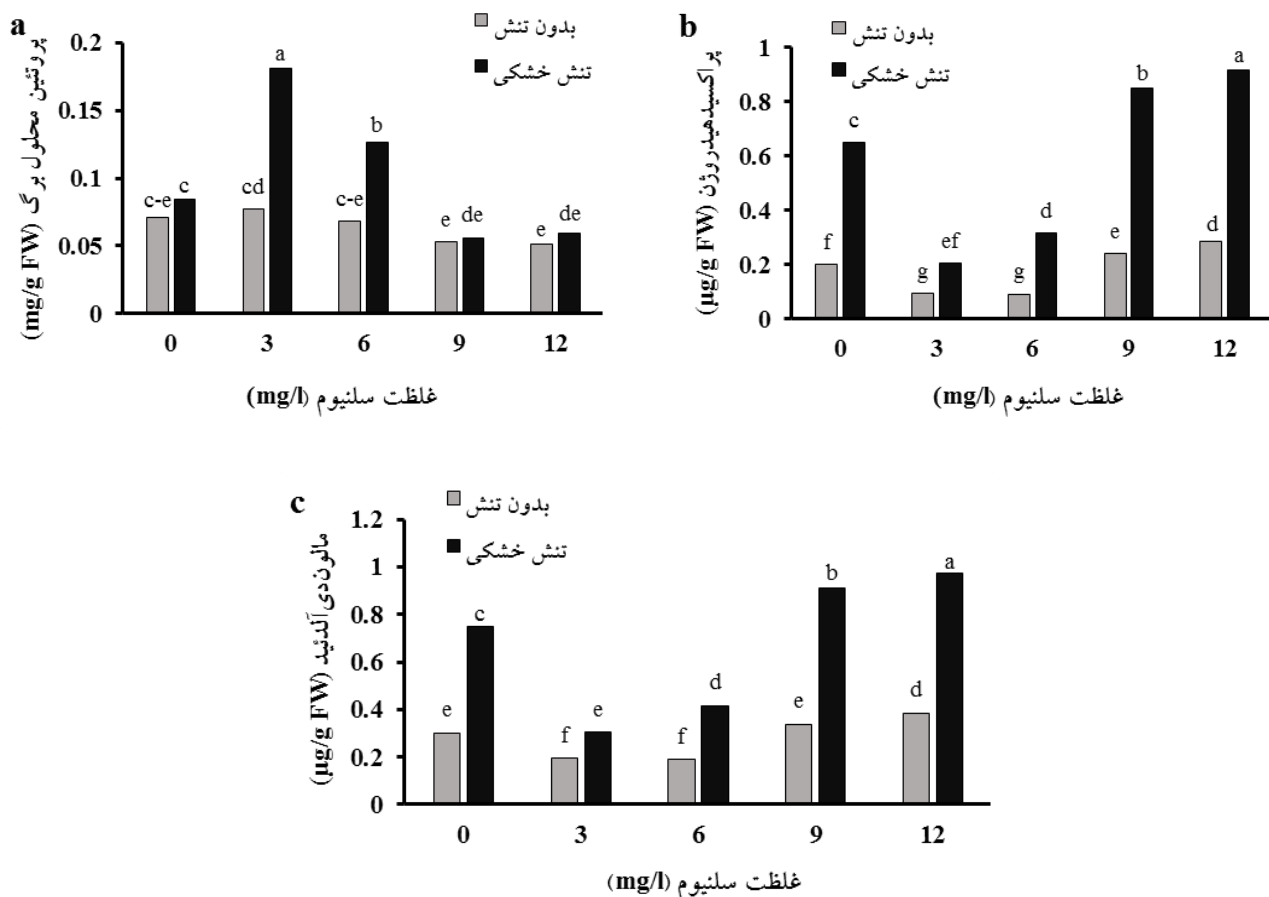 a
بدون تنش
تنش خشکی
پروتئین محلول برگ (mg/g FW)
0.2
0.15
0.1
0.05
0
c-e c cd a c-e b e de e de
0 3 6 9 12
غلظت سلنیوم (mg/l)
b
بدون تنش
تنش خشکی
پراکسیدهیدروژن (µg/g FW)
1
0.8
0.6
0.4
0.2
0
f c g ef g d e b d a
0 3 6 9 12
غلظت سلنیوم (mg/l)
c
بدون تنش
تنش خشکی
مالون‌دی‌آلدئید (µg/g FW)
1.2
1
0.8
0.6
0.4
0.2
0
e c f e f d e b d a
0 3 6 9 12
غلظت سلنیوم (mg/l)